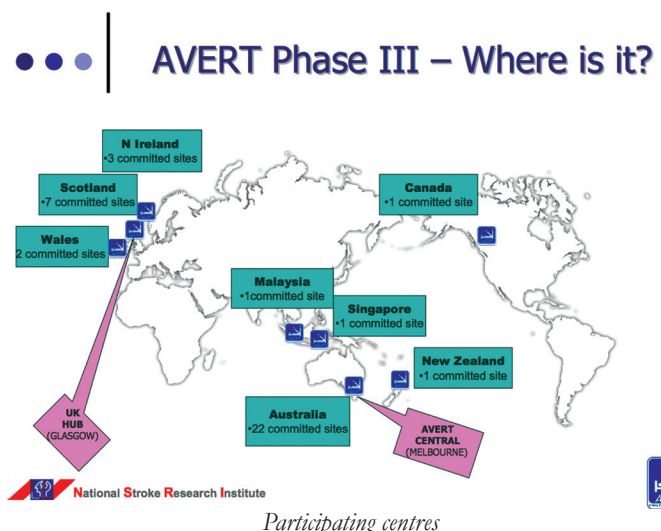 AVERT Phase III – Where is it?
N Ireland
•3 committed sites
Scotland
•7 committed sites
Canada
•1 committed site
Wales
2 committed sites
Malaysia
•1committed site
Singapore
•1 committed site
New Zealand
•1 committed site
Australia
•22 committed sites
UK
HUB
(GLASGOW)
AVERT
CENTRAL
(MELBOURNE)
National Stroke Research Institute
Participating centres